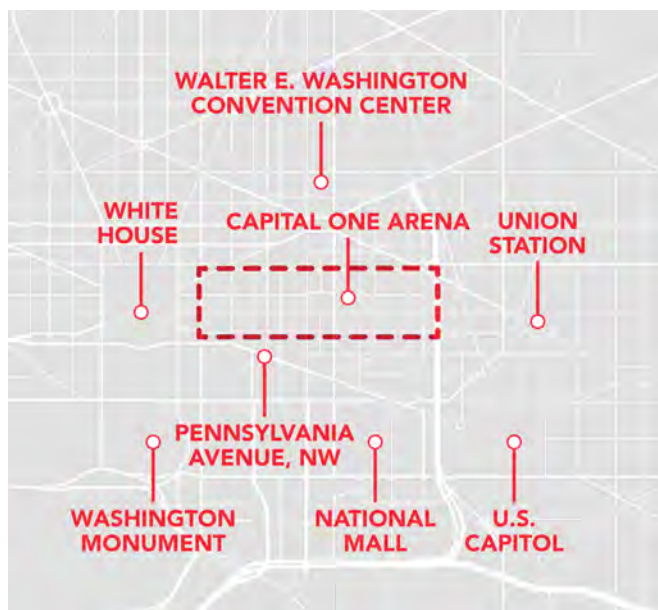 WALTER E. WASHINGTON
CONVENTION CENTER
WHITE
HOUSE
CAPITAL ONE ARENA
UNION
STATION
PENNSYLVANIA
AVENUE, NW
WASHINGTON
MONUMENT
NATIONAL
MALL
U.S.
CAPITOL